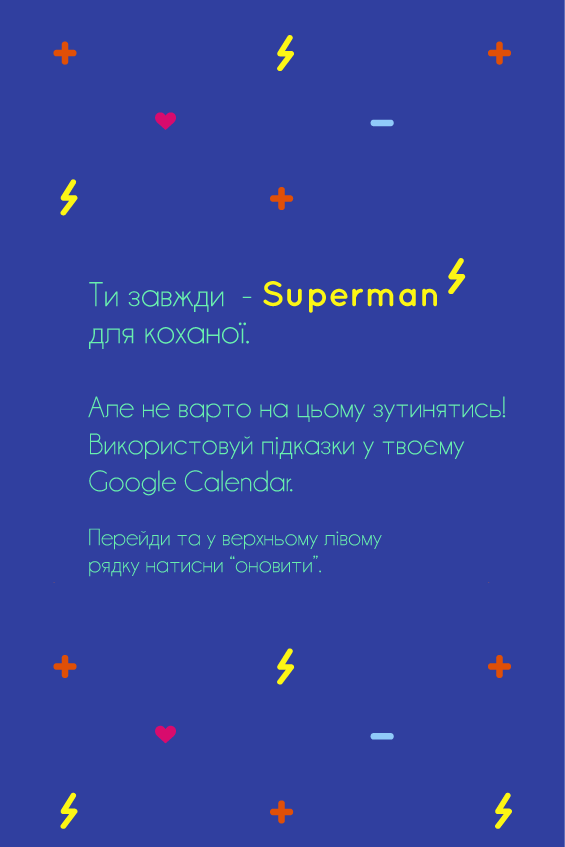 Ти завжди - Superman
для коханої.
Але не варто на цьому зутинятись!
Використовуй підказки у твоєму
Google Calendar.
Перейди та у верхньому лівому
рядку натисни “оновити”.